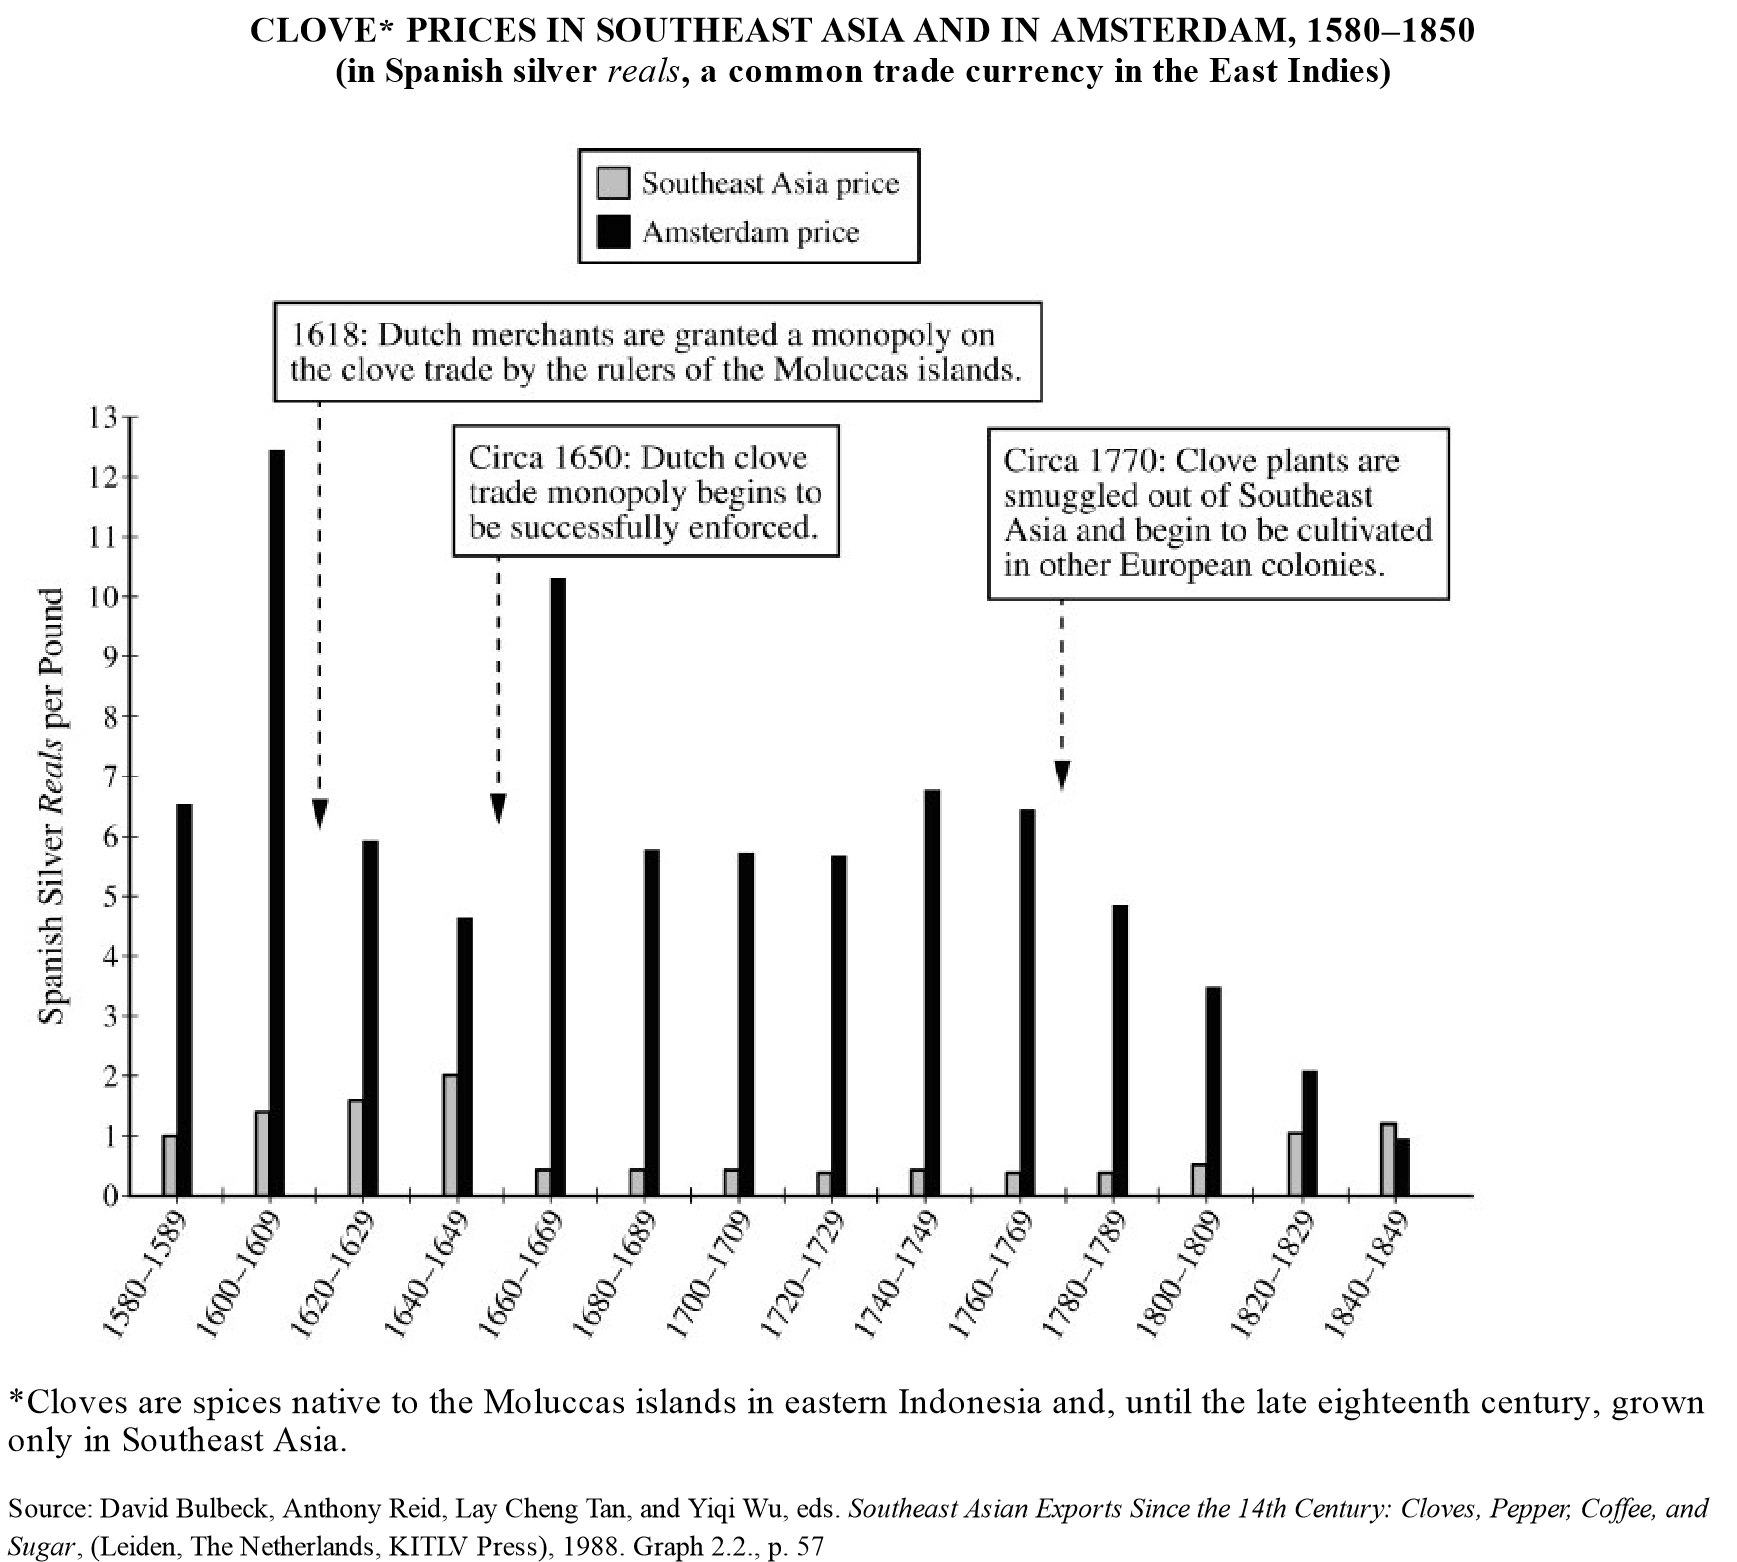 CLOVE* PRICES IN SOUTHEAST ASIA AND IN AMSTERDAM, 1580–1850
(in Spanish silver reals, a common trade currency in the East Indies)
Southeast Asia price
Amsterdam price
1618: Dutch merchants are granted a monopoly on
the clove trade by the rulers of the Moluccas islands.
Circa 1650: Dutch clove
trade monopoly begins to
be successfully enforced.
Circa 1770: Clove plants are
smuggled out of Southeast
Asia and begin to be cultivated
in other European colonies.
Spanish Silver Reals per Pound
13
12
11
10
9
8
7
6
5
4
3
2
1
0
1580–1589
1600–1609
1620–1629
1640–1649
1660–1669
1680–1689
1700–1709
1720–1729
1740–1749
1760–1769
1780–1789
1800–1809
1820–1829
1840–1849
*Cloves are spices native to the Moluccas islands in eastern Indonesia and, until the late eighteenth century, grown
only in Southeast Asia.
Source: David Bulbeck, Anthony Reid, Lay Cheng Tan, and Yiqi Wu, eds. Southeast Asian Exports Since the 14th Century: Cloves, Pepper, Coffee, and
Sugar, (Leiden, The Netherlands, KITLV Press), 1988. Graph 2.2., p. 57